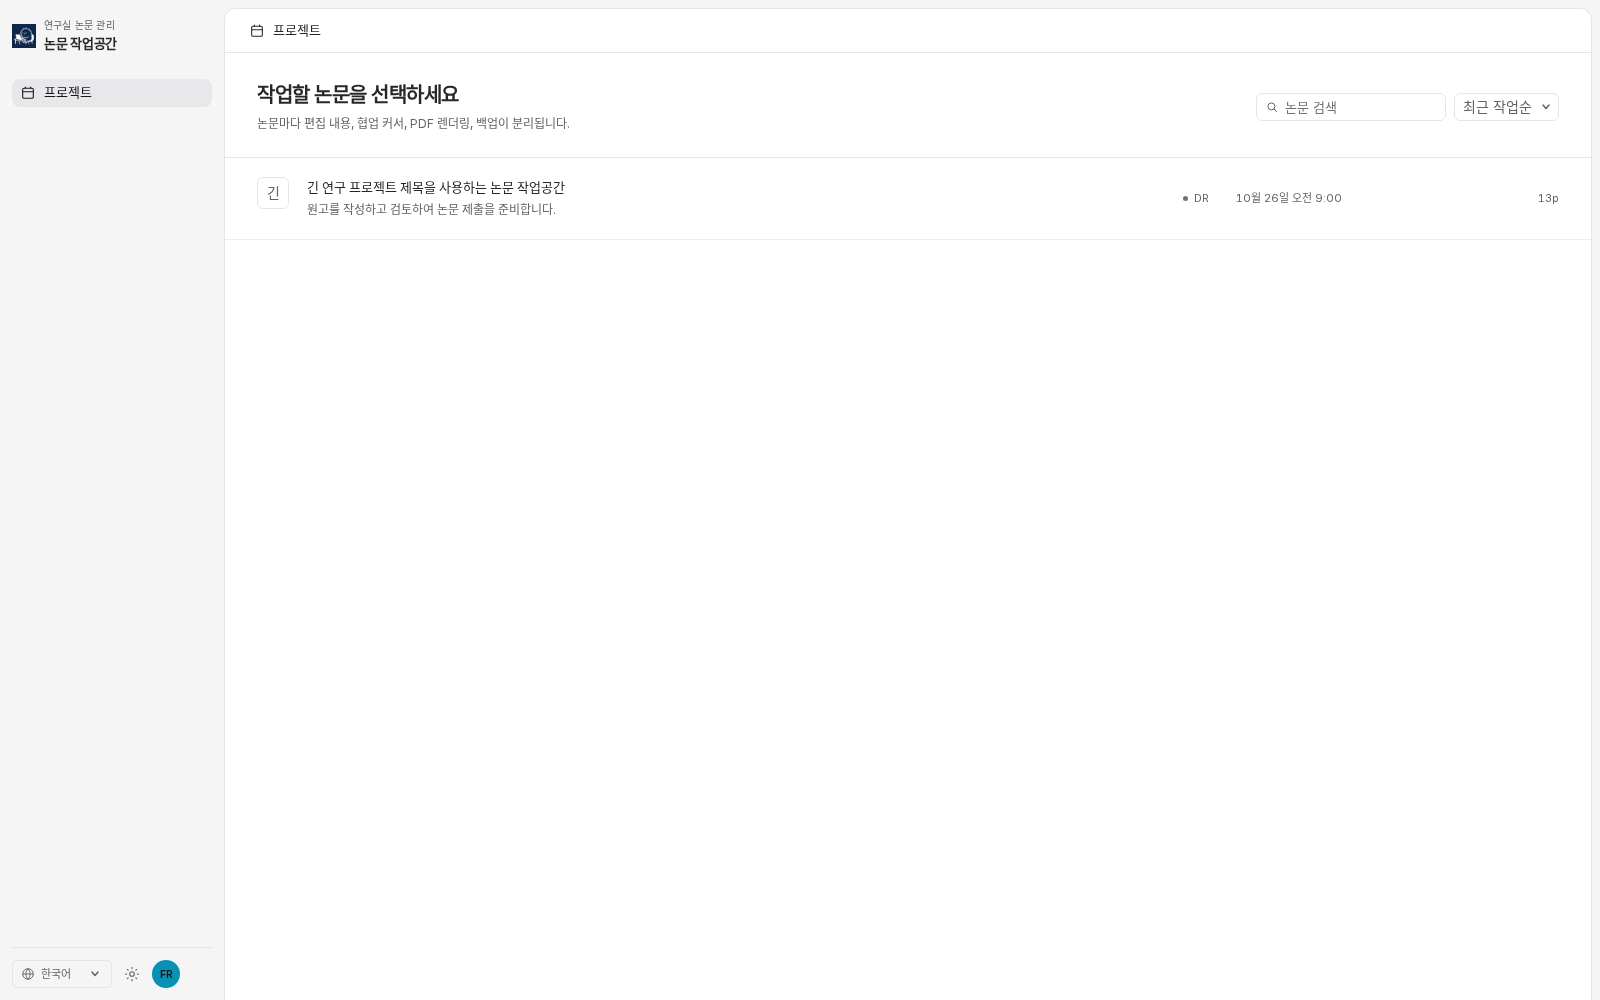 연구실 논문 관리
논문 작업공간
프로젝트
프로젝트
작업할 논문을 선택하세요
논문마다 편집 내용, 협업 커서, PDF 렌더링, 백업이 분리됩니다.
논문 검색
최근 작업순
긴
긴 연구 프로젝트 제목을 사용하는 논문 작업공간
원고를 작성하고 검토하여 논문 제출을 준비합니다.
DR
10월 26일 오전 9:00
13p
한국어
FR